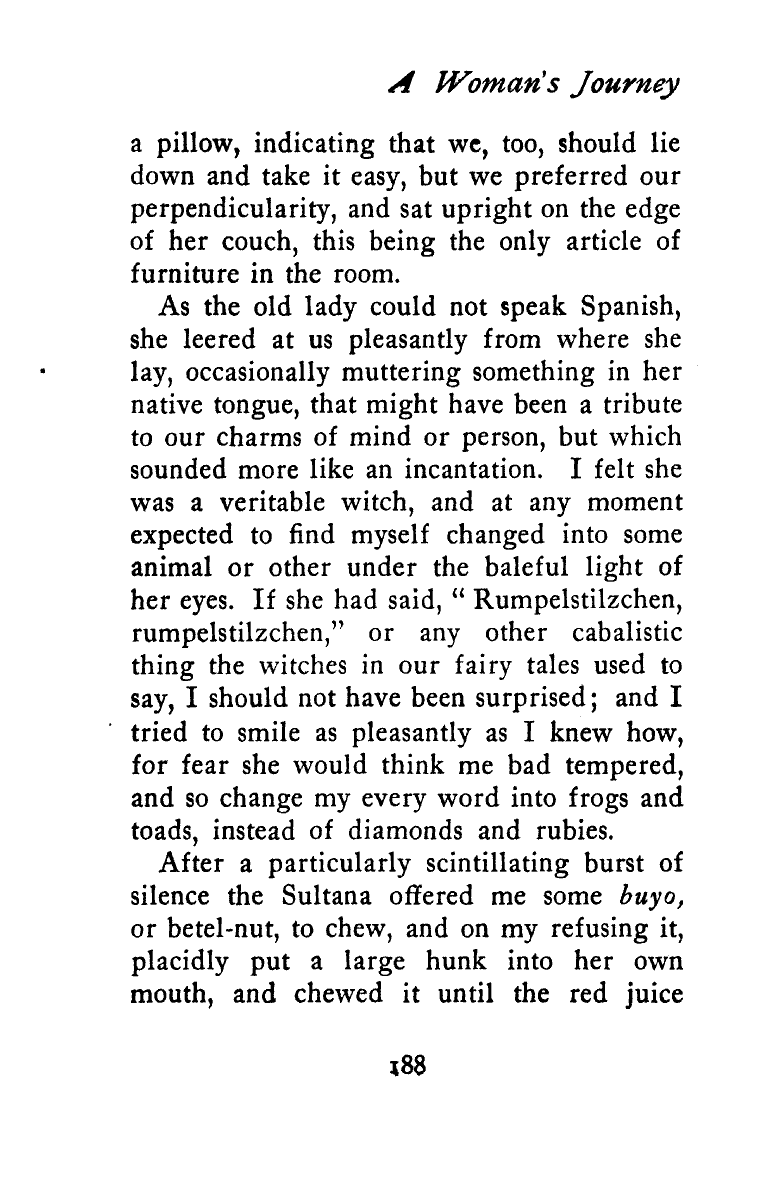 A Woman's Journey
a pillow, indicating that we, too, should lie
down and take it easy, but we preferred our
perpendicularity, and sat upright on the edge
of her couch, this being the only article of
furniture in the room.
As the old lady could not speak Spanish,
she leered at us pleasantly from where she
lay, occasionally muttering something in her
native tongue, that might have been a tribute
to our charms of mind or person, but which
sounded more like an incantation. I felt she
was a veritable witch, and at any moment
expected to find myself changed into some
animal or other under the baleful light of
her eyes. If she had said, “ Rumpelstilzchen,
rumpelstilzchen,” or any other cabalistic
thing the witches in our fairy tales used to
say, I should not have been surprised; and I
tried to smile as pleasantly as I knew how,
for fear she would think me bad tempered,
and so change my every word into frogs and
toads, instead of diamonds and rubies.
After a particularly scintillating burst of
silence the Sultana offered me some buyo,
or betel-nut, to chew, and on my refusing it,
placidly put a large hunk into her own
mouth, and chewed it until the red juice
188